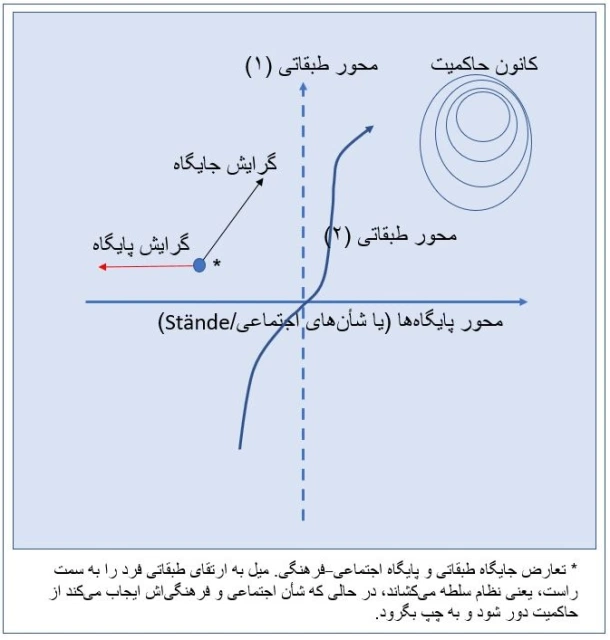 کانون حاکمیت
محور طبقاتی (۱)
گرایش جایگاه
محور طبقاتی (۲)
گرایش پایگاه
*
محور پایگاه‌ها (یا شأن‌های اجتماعی/Stände)
* تعارض جایگاه طبقاتی و پایگاه اجتماعی-فرهنگی. میل به ارتقای طبقاتی فرد را به سمت
راست، یعنی نظام سلطه می‌کشاند، در حالی که شأن اجتماعی و فرهنگی‌اش ایجاب می‌کند از
حاکمیت دور شود و به چپ بگرود.